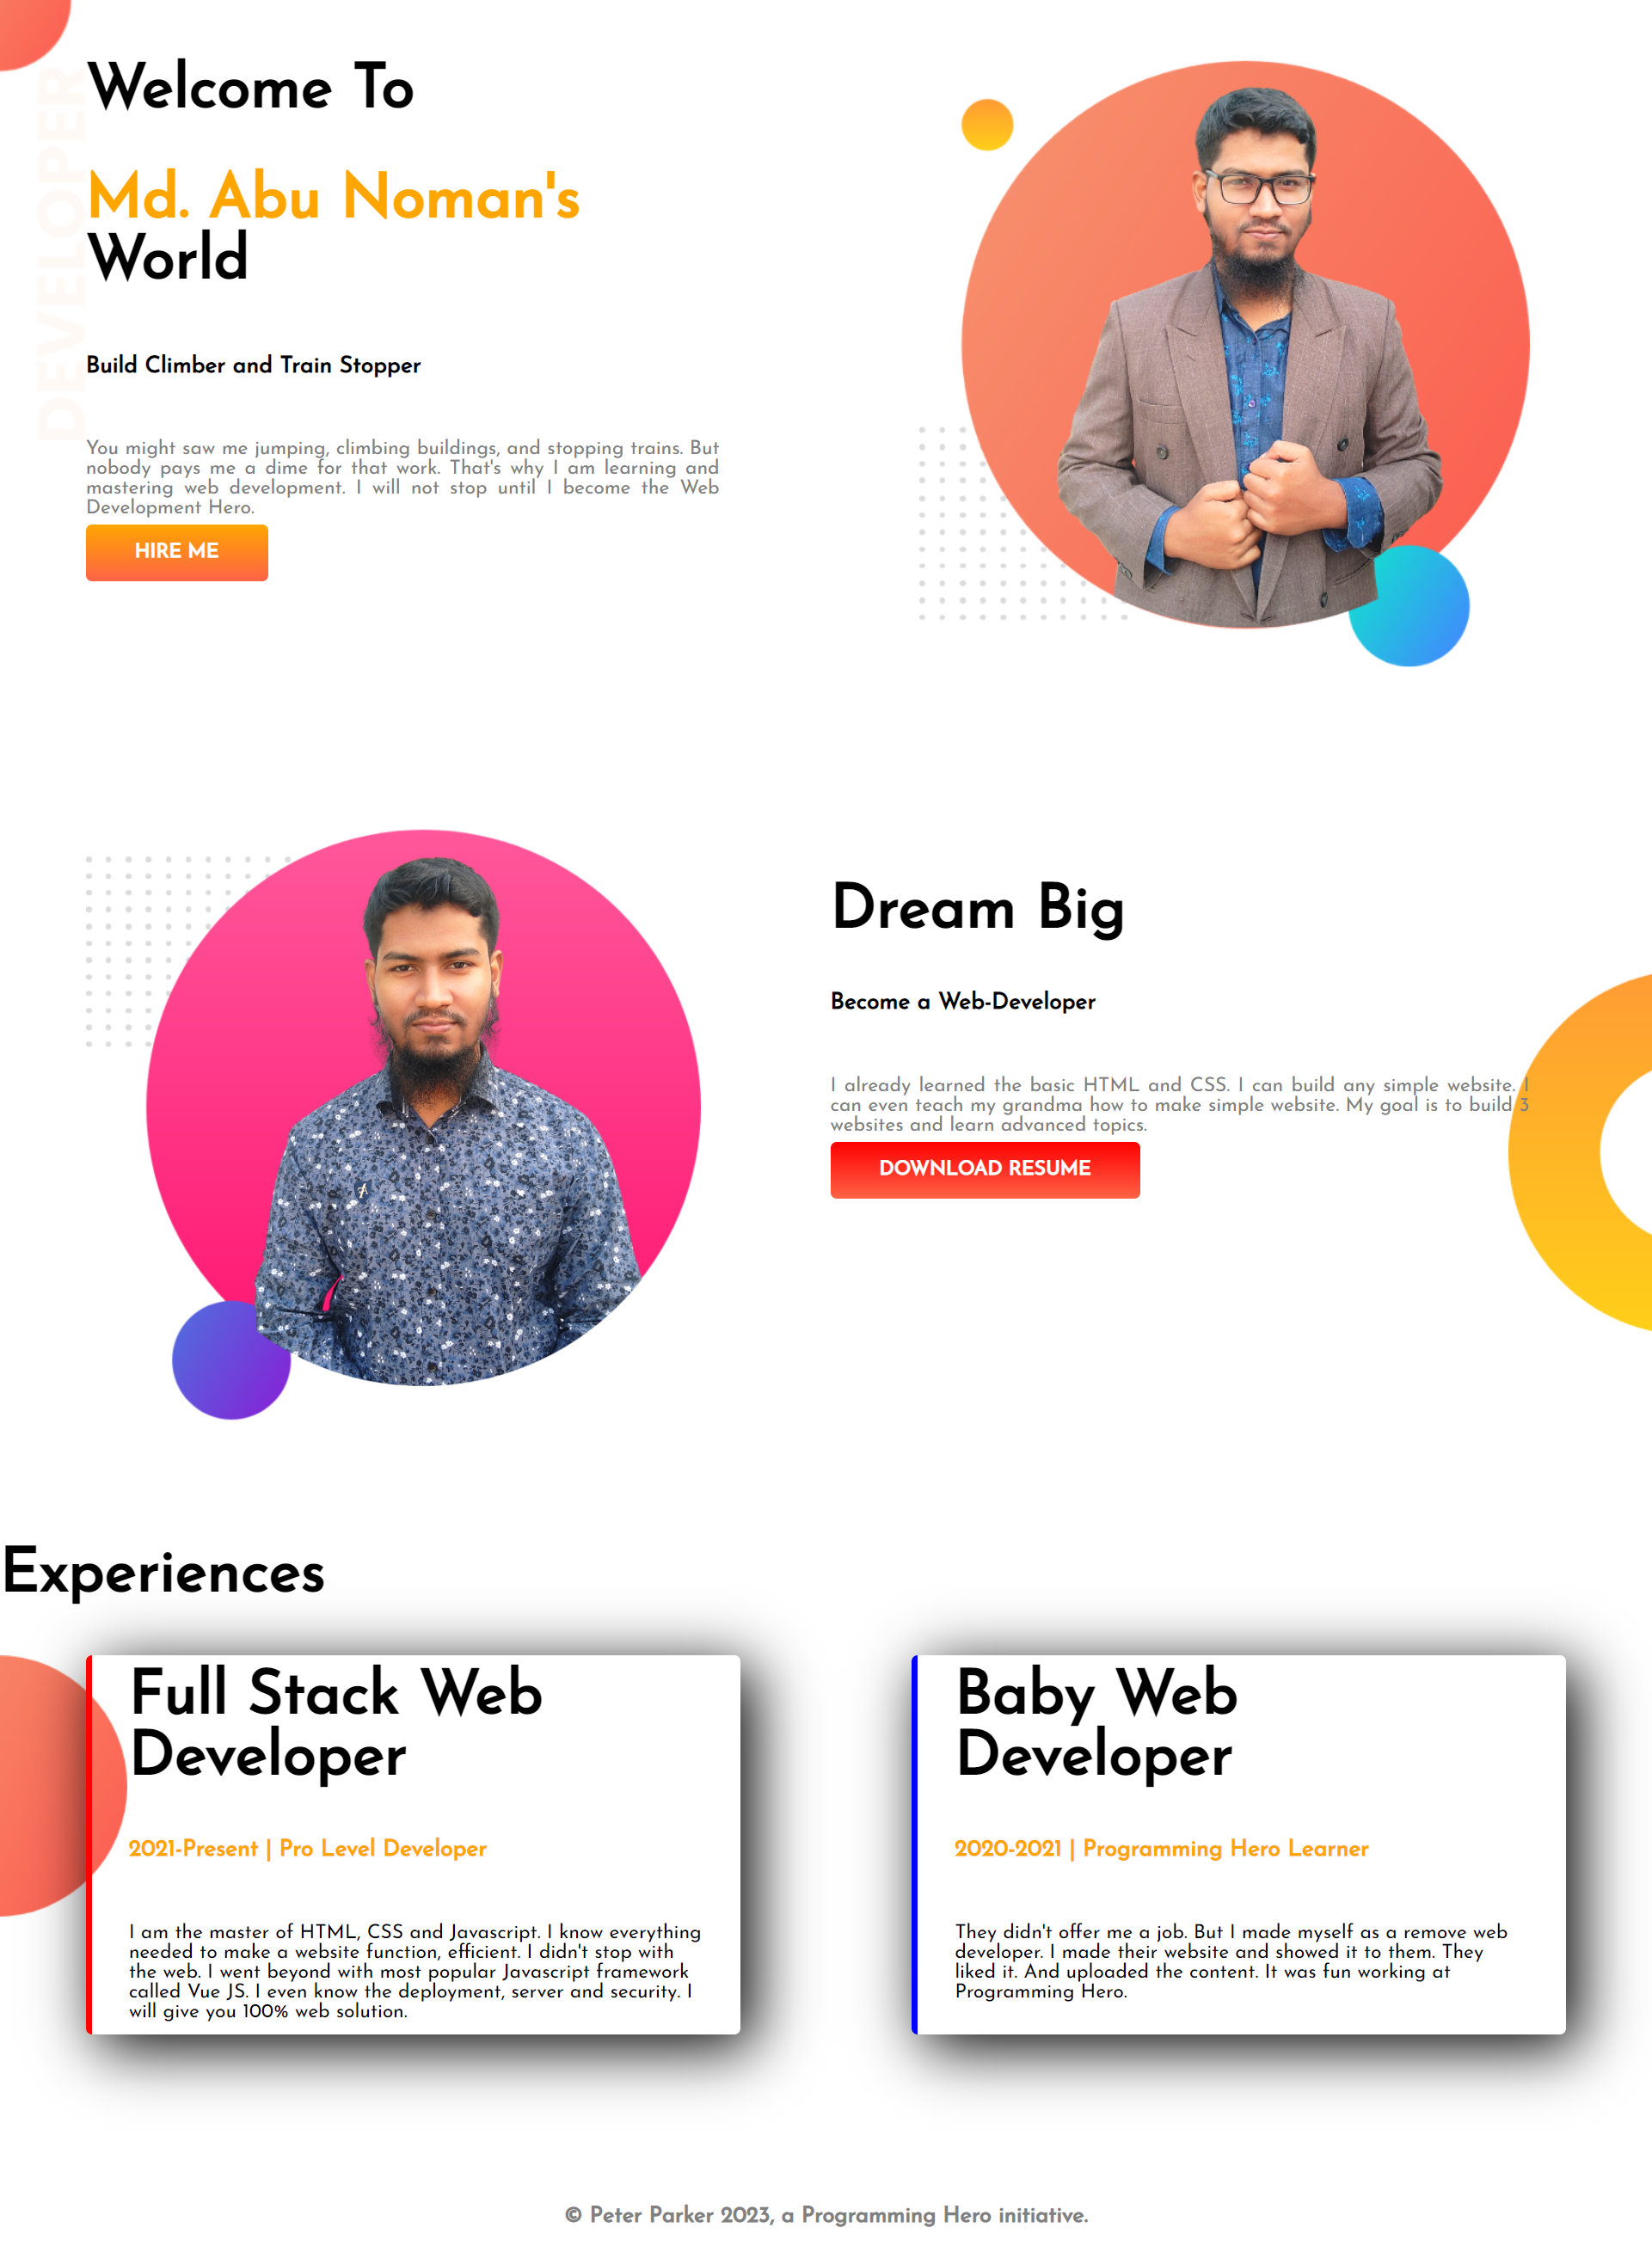 DEVELOPER
Welcome To
Md. Abu Noman's
World
Build Climber and Train Stopper
You might saw me jumping, climbing buildings, and stopping trains. But
nobody pays me a dime for that work. That's why I am learning and
mastering web development. I will not stop until I become the Web
Development Hero.
HIRE ME
Dream Big
Become a Web-Developer
I already learned the basic HTML and CSS. I can build any simple website. I
can even teach my grandma how to make simple website. My goal is to build 3
websites and learn advanced topics.
DOWNLOAD RESUME
Experiences
Full Stack Web
Developer
2021-Present | Pro Level Developer
I am the master of HTML, CSS and Javascript. I know everything
needed to make a website function, efficient. I didn't stop with
the web. I went beyond with most popular Javascript framework
called Vue JS. I even know the deployment, server and security. I
will give you 100% web solution.
Baby Web
Developer
2020-2021 | Programming Hero Learner
They didn't offer me a job. But I made myself as a remove web
developer. I made their website and showed it to them. They
liked it. And uploaded the content. It was fun working at
Programming Hero.
© Peter Parker 2023, a Programming Hero initiative.